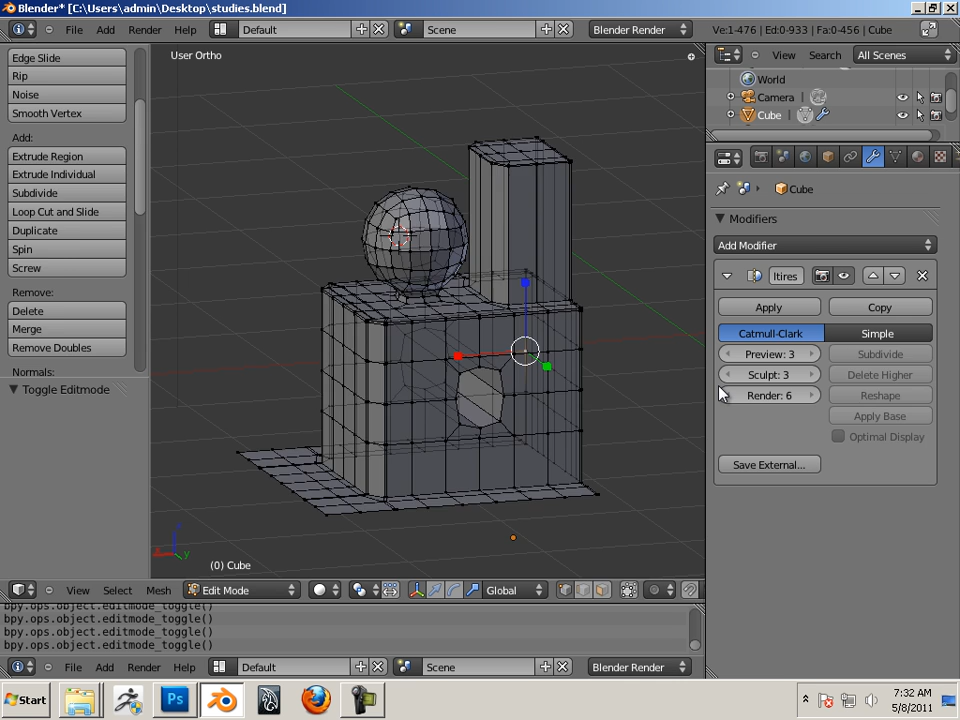 Blender* [C:\Users\admin\Desktop\studies.blend]
File Add Render Help Default Scene Blender Render Ve:1-476 | Ed:0-933 | Fa:0-456 | Cube
Edge Slide
Rip
Noise
Smooth Vertex
Add:
Extrude Region
Extrude Individual
Subdivide
Loop Cut and Slide
Duplicate
Spin
Screw
Remove:
Delete
Merge
Remove Doubles
Normals:
Toggle Editmode
User Ortho
(0) Cube
View Search All Scenes
World
Camera
Cube
Cube
Modifiers
Add Modifier
ltires
Apply Copy
Catmull-Clark Simple
Preview: 3 Subdivide
Sculpt: 3 Delete Higher
Render: 6 Reshape
Apply Base
Optimal Display
Save External...
View Select Mesh Edit Mode Global
bpy.ops.object.editmode_toggle()
bpy.ops.object.editmode_toggle()
bpy.ops.object.editmode_toggle()
bpy.ops.object.editmode_toggle()
File Add Render Help Default Scene Blender Render
Start Ps 7:32 AM
5/8/2011